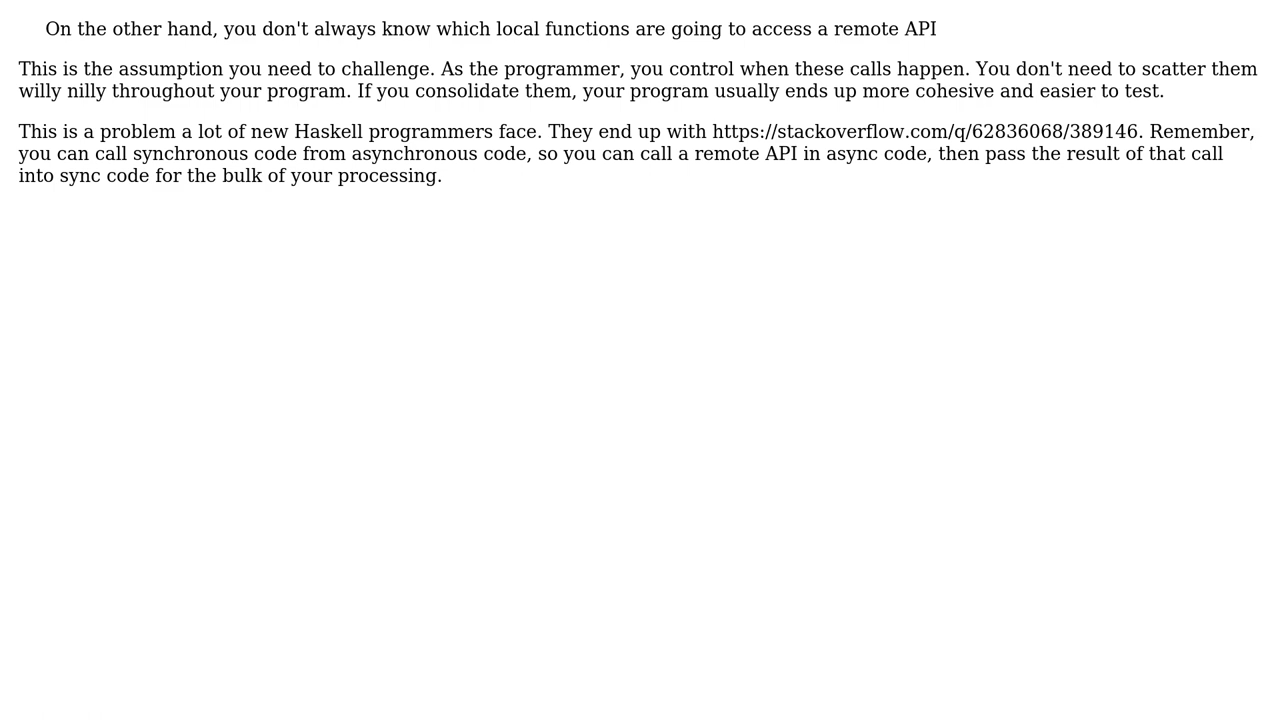 On the other hand, you don't always know which local functions are going to access a remote API
This is the assumption you need to challenge. As the programmer, you control when these calls happen. You don't need to scatter them
willy nilly throughout your program. If you consolidate them, your program usually ends up more cohesive and easier to test.
This is a problem a lot of new Haskell programmers face. They end up with https://stackoverflow.com/q/62836068/389146. Remember,
you can call synchronous code from asynchronous code, so you can call a remote API in async code, then pass the result of that call
into sync code for the bulk of your processing.